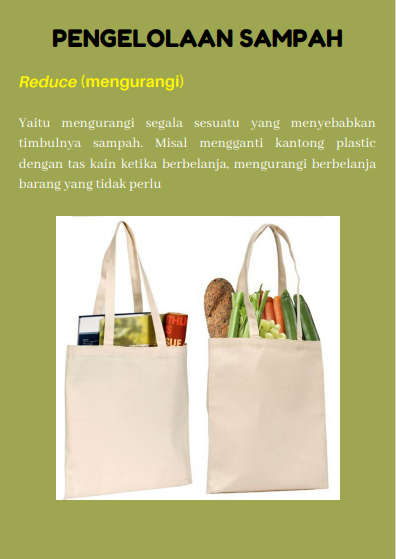 PENGELOLAAN SAMPAH
Reduce (mengurangi)
Yaitu mengurangi segala sesuatu yang menyebabkan
timbulnya sampah. Misal mengganti kantong plastic
dengan tas kain ketika berbelanja, mengurangi berbelanja
barang yang tidak perlu